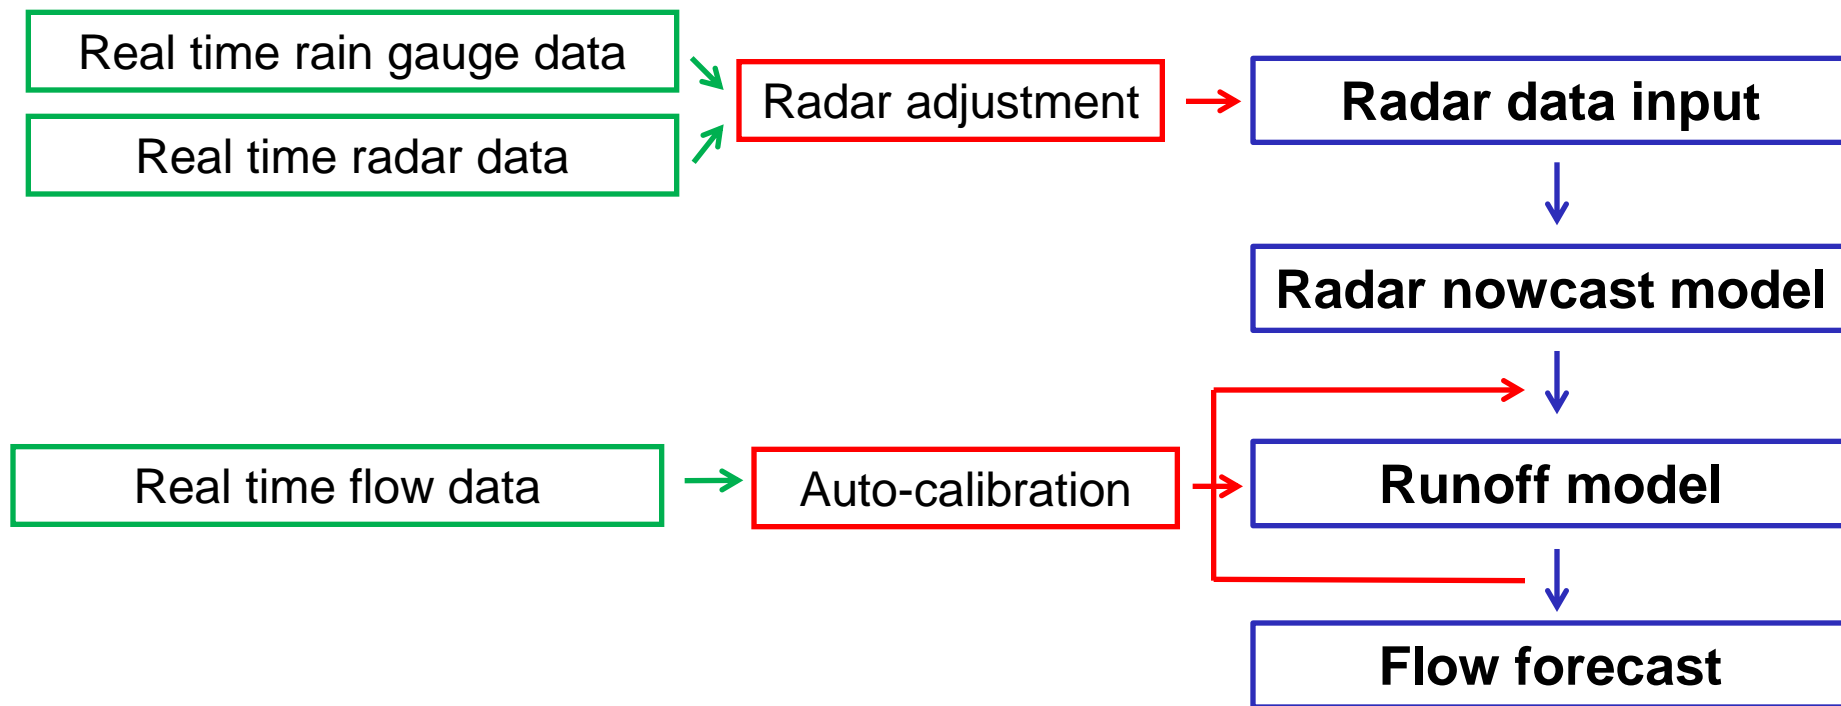 Real time rain gauge data
Real time radar data
Radar adjustment
Radar data input
Radar nowcast model
Real time flow data
Auto-calibration
Runoff model
Flow forecast